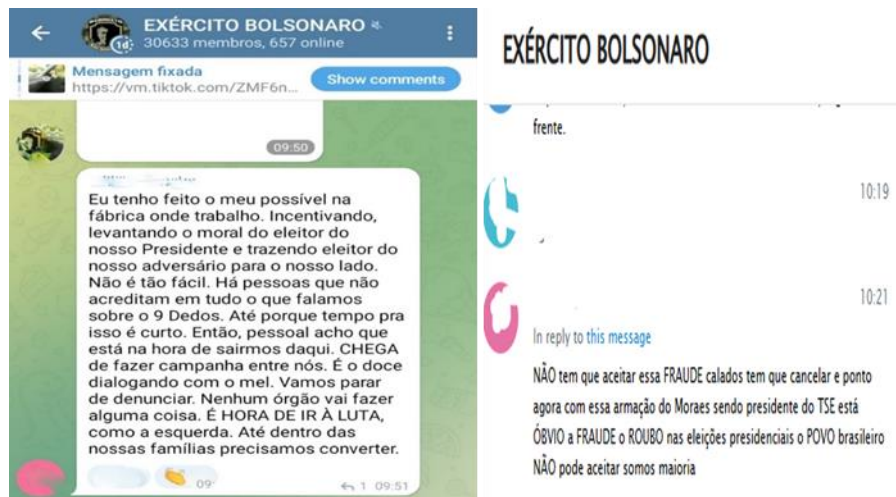 EXÉRCITO BOLSONARO
30633 membros, 657 online
Mensagem fixada
https://vm.tiktok.com/ZMF6n...
Show comments
09:50
Eu tenho feito o meu possível na
fábrica onde trabalho. Incentivando,
levantando o moral do eleitor do
nosso Presidente e trazendo eleitor do
nosso adversário para o nosso lado.
Não é tão fácil. Há pessoas que não
acreditam em tudo o que falamos
sobre o 9 Dedos. Até porque tempo pra
isso é curto. Então, pessoal acho que
está na hora de sairmos daqui. CHEGA
de fazer campanha entre nós. É o doce
dialogando com o mel. Vamos parar
de denunciar. Nenhum órgão vai fazer
alguma coisa. É HORA DE IR À LUTA,
como a esquerda. Até dentro das
nossas famílias precisamos converter.
1 09:51
EXÉRCITO BOLSONARO
frente.
10:19
10:21
In reply to this message
NÃO tem que aceitar essa FRAUDE calados tem que cancelar e ponto
agora com essa armação do Moraes sendo presidente do TSE está
ÓBVIO a FRAUDE o ROUBO nas eleições presidenciais o POVO brasileiro
NÃO pode aceitar somos maioria